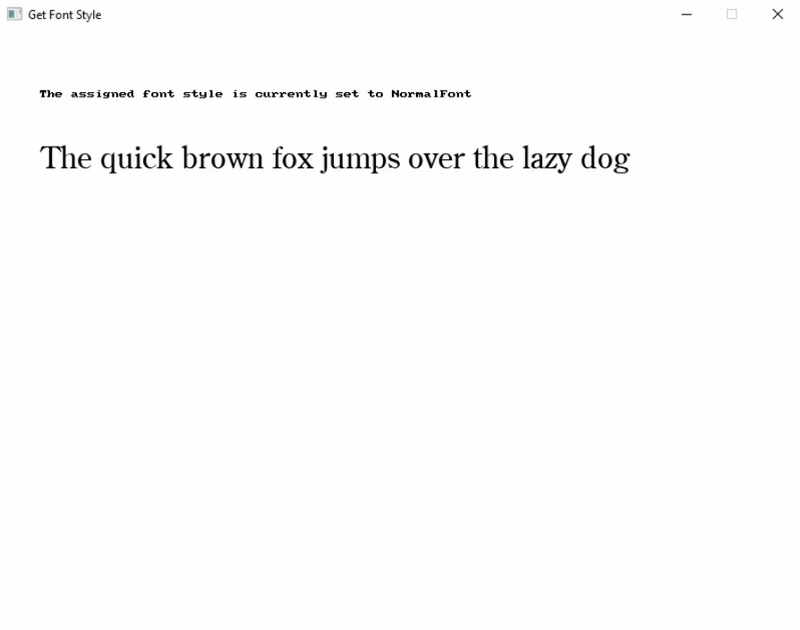 Get Font Style
The assigned font style is currently set to NormalFont
The quick brown fox jumps over the lazy dog